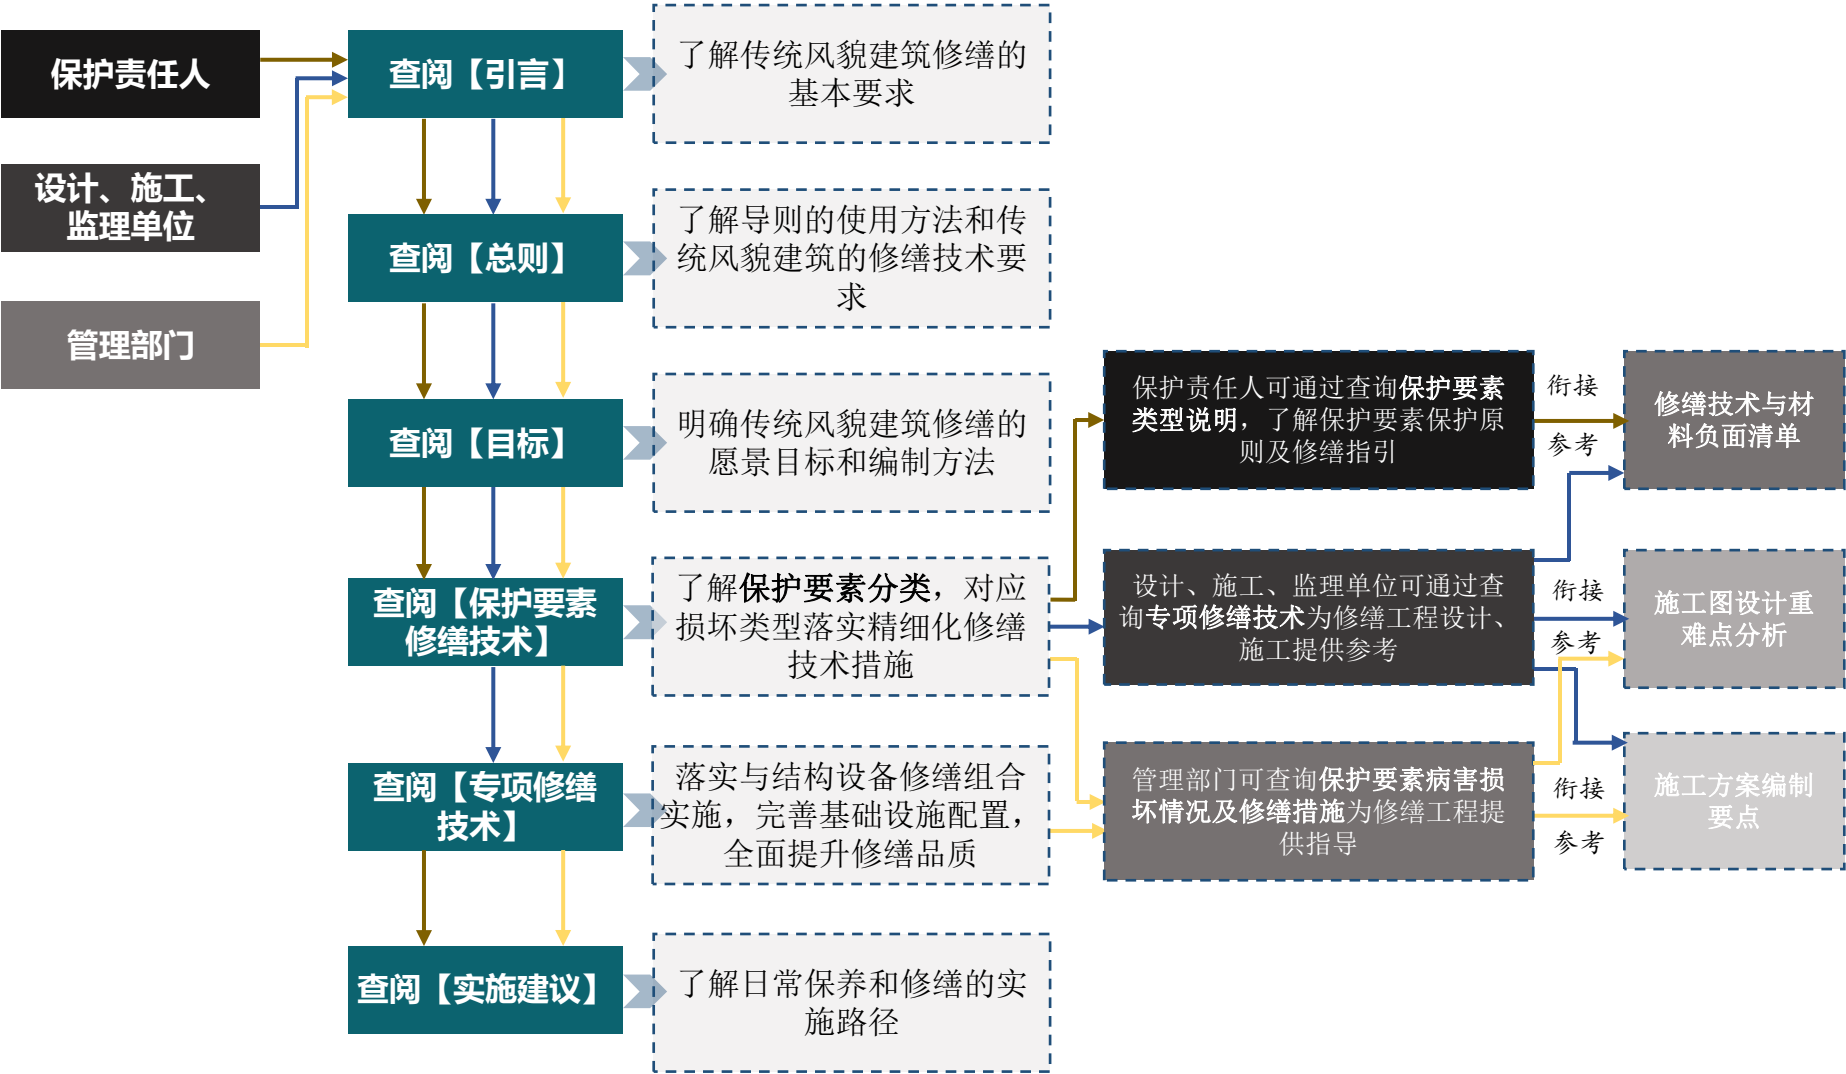 保护责任人
设计、施工、
监理单位
管理部门
查阅【引言】
了解传统风貌建筑修缮的
基本要求
查阅【总则】
了解导则的使用方法和传
统风貌建筑的修缮技术要
求
查阅【目标】
明确传统风貌建筑修缮的
愿景目标和编制方法
查阅【保护要素
修缮技术】
了解保护要素分类，对应
损坏类型落实精细化修缮
技术措施
查阅【专项修缮
技术】
落实与结构设备修缮组合
实施，完善基础设施配置，
全面提升修缮品质
查阅【实施建议】
了解日常保养和修缮的实
施路径
保护责任人可通过查询保护要素
类型说明，了解保护要素保护原
则及修缮指引
衔接
参考
修缮技术与材
料负面清单
设计、施工、监理单位可通过查
询专项修缮技术为修缮工程设计、
施工提供参考
衔接
参考
施工图设计重
难点分析
管理部门可查询保护要素病害损
坏情况及修缮措施为修缮工程提
供指导
衔接
参考
施工方案编制
要点